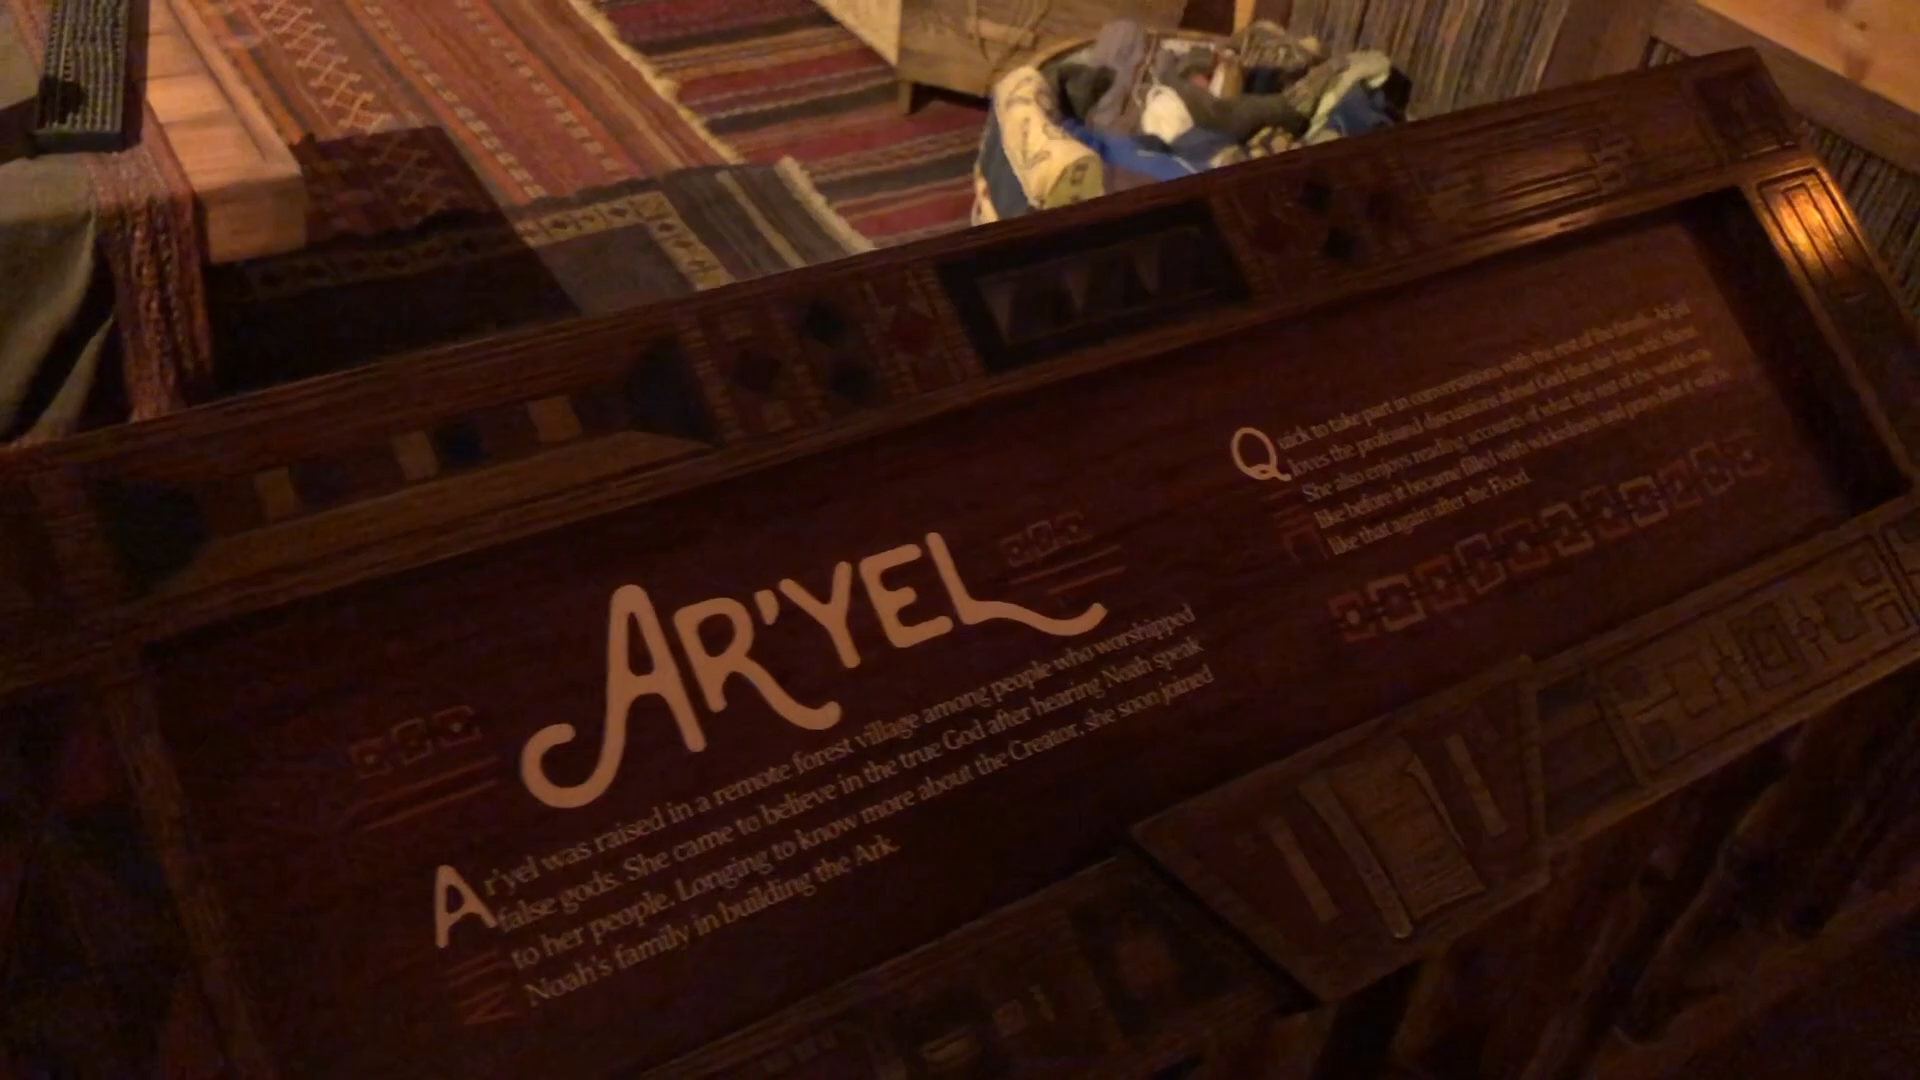 AR'YEL
Ar'yel was raised in a remote forest village among people who worshipped
false gods. She came to believe in the true God after hearing Noah speak
to her people. Longing to know more about the Creator, she soon joined
Noah's family in building the Ark.
Quick to take part in conversations with the rest of the family, Ar'yel
loves the profound discussions about God that she has with
She also enjoys reading accounts of what the rest of the world was
like before it became filled with wickedness and prays that it will be
like that again after the Flood.